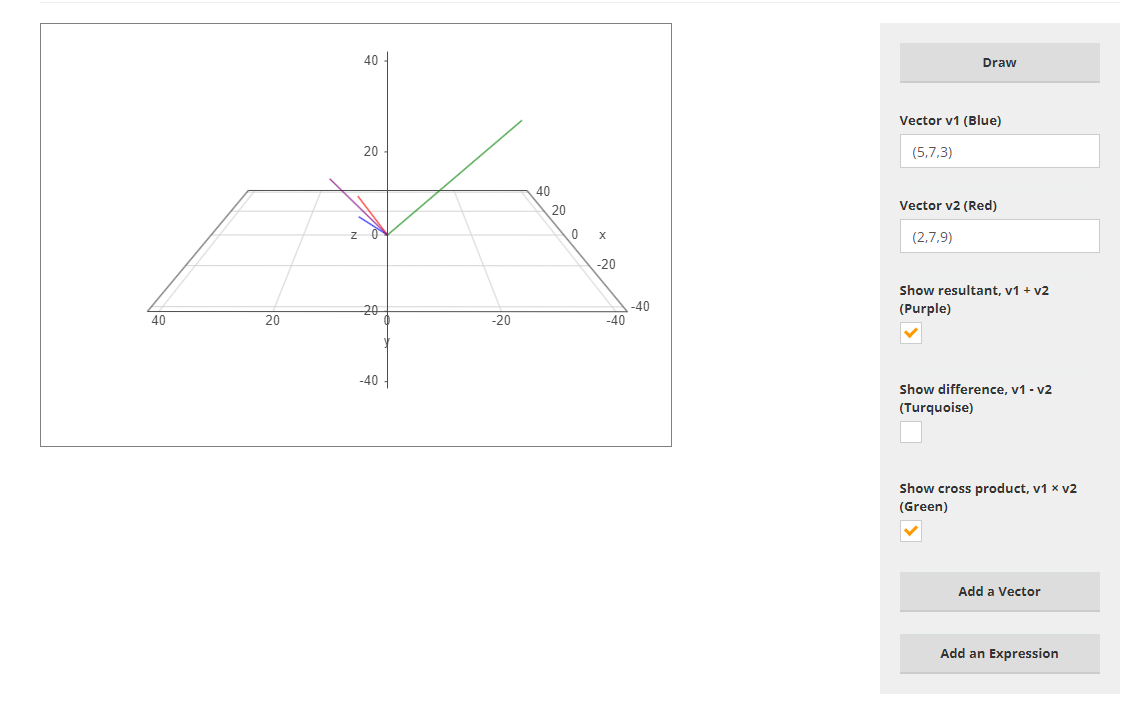 40
20
z
0
-20
-40
y
40
20
0
-20
-40
40
20
0
x
-20
-40
Draw
Vector v1 (Blue)
(5,7,3)
Vector v2 (Red)
(2,7,9)
Show resultant, v1 + v2
(Purple)
Show difference, v1 - v2
(Turquoise)
Show cross product, v1 × v2
(Green)
Add a Vector
Add an Expression